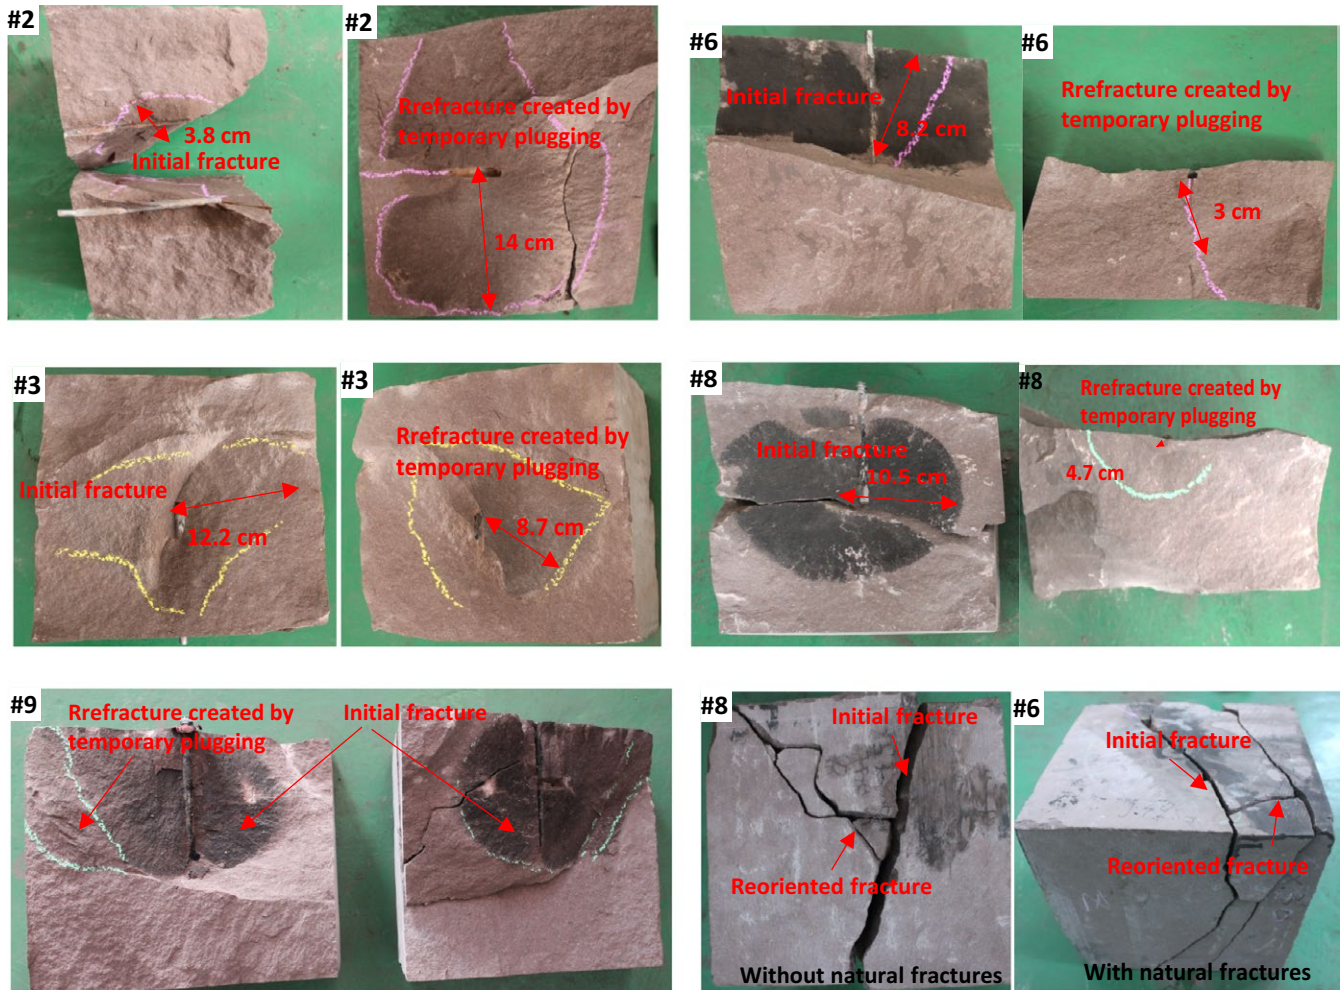 #2
3.8 cm
Initial fracture
#2
Rrefracture created by
temporary plugging
14 cm
#6
Initial fracture
8.2 cm
#6
Rrefracture created by
temporary plugging
3 cm
#3
Initial fracture
12.2 cm
#3
Rrefracture created by
temporary plugging
8.7 cm
#8
Initial fracture
10.5 cm
#8
Rrefracture created by
temporary plugging
4.7 cm
#9
Rrefracture created by
temporary plugging
Initial fracture
#8
Initial fracture
Reoriented fracture
Without natural fractures
#6
Initial fracture
Reoriented fracture
With natural fractures